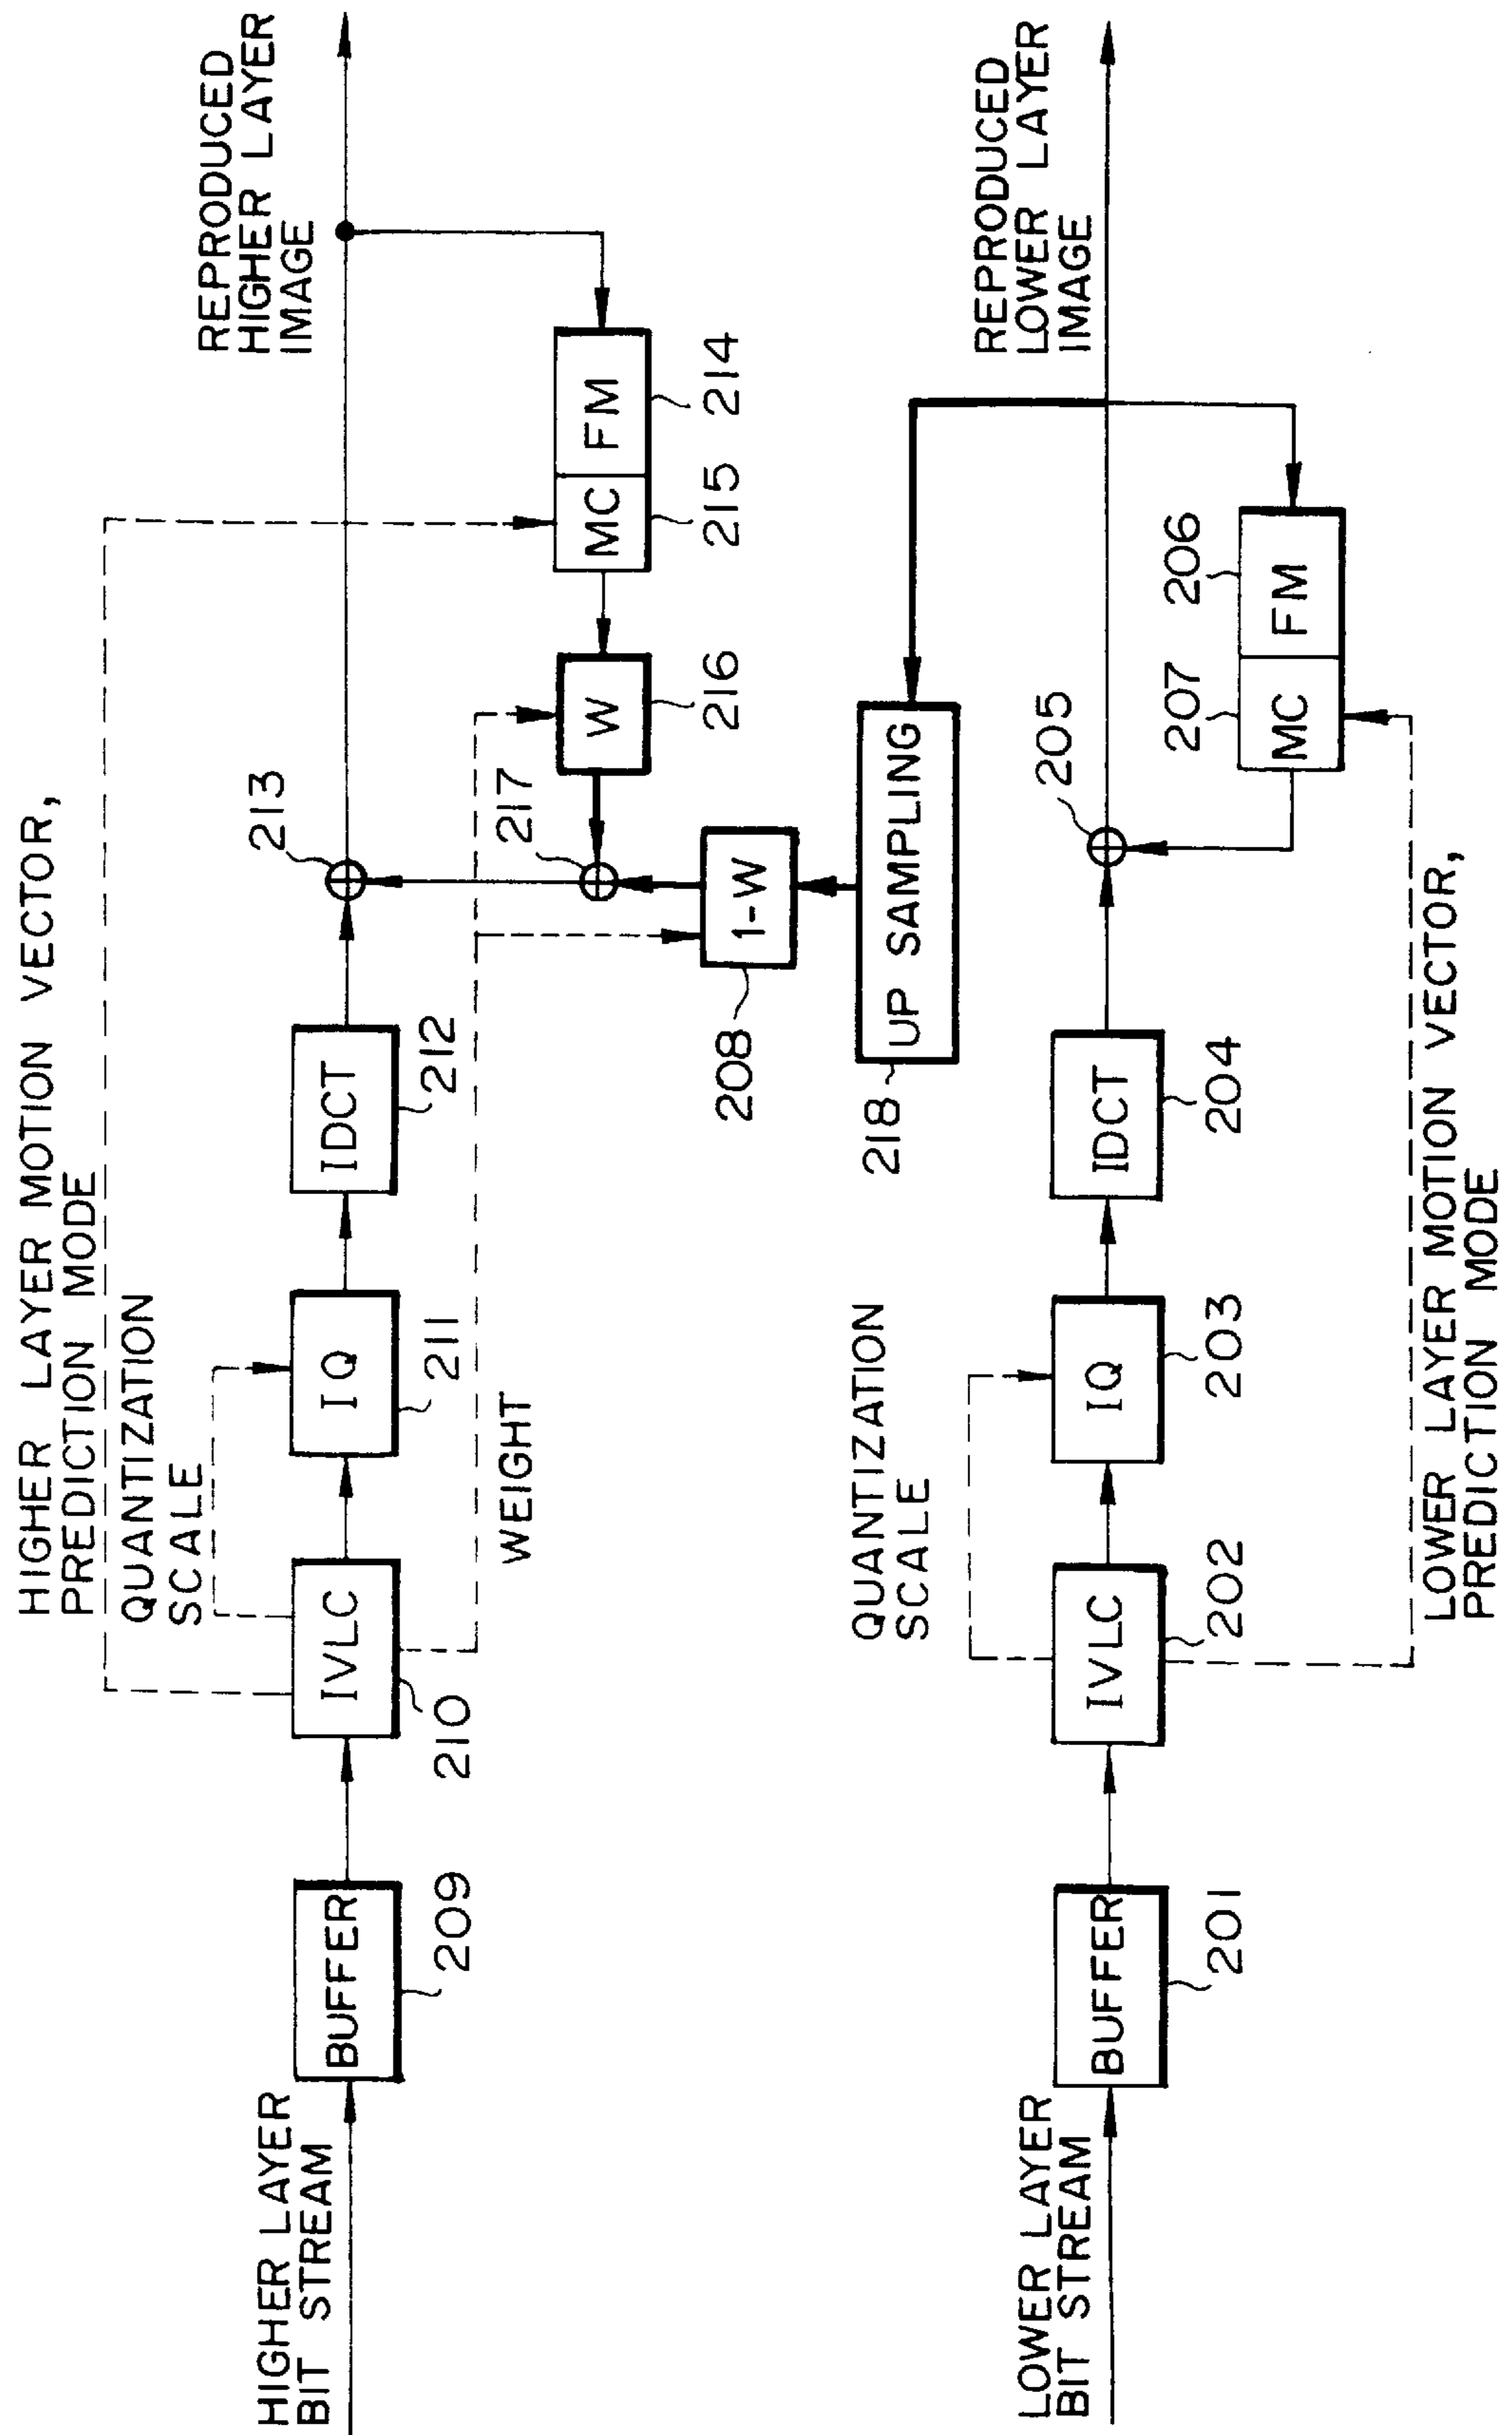 HIGHER LAYER MOTION VECTOR,
PREDICTION MODE
QUANTIZATION
SCALE
REPRODUCED
HIGHER LAYER
IMAGE
HIGHER LAYER
BIT STREAM
BUFFER
209
IVLC
210
IQ
211
IDCT
212
213
WEIGHT
217
W
216
MC
215
FM
214
1-W
208
UP SAMPLING
218
REPRODUCED
LOWER LAYER
IMAGE
QUANTIZATION
SCALE
LOWER LAYER
BIT STREAM
BUFFER
201
IVLC
202
IQ
203
IDCT
204
205
207
206
MC
FM
LOWER LAYER MOTION VECTOR,
PREDICTION MODE